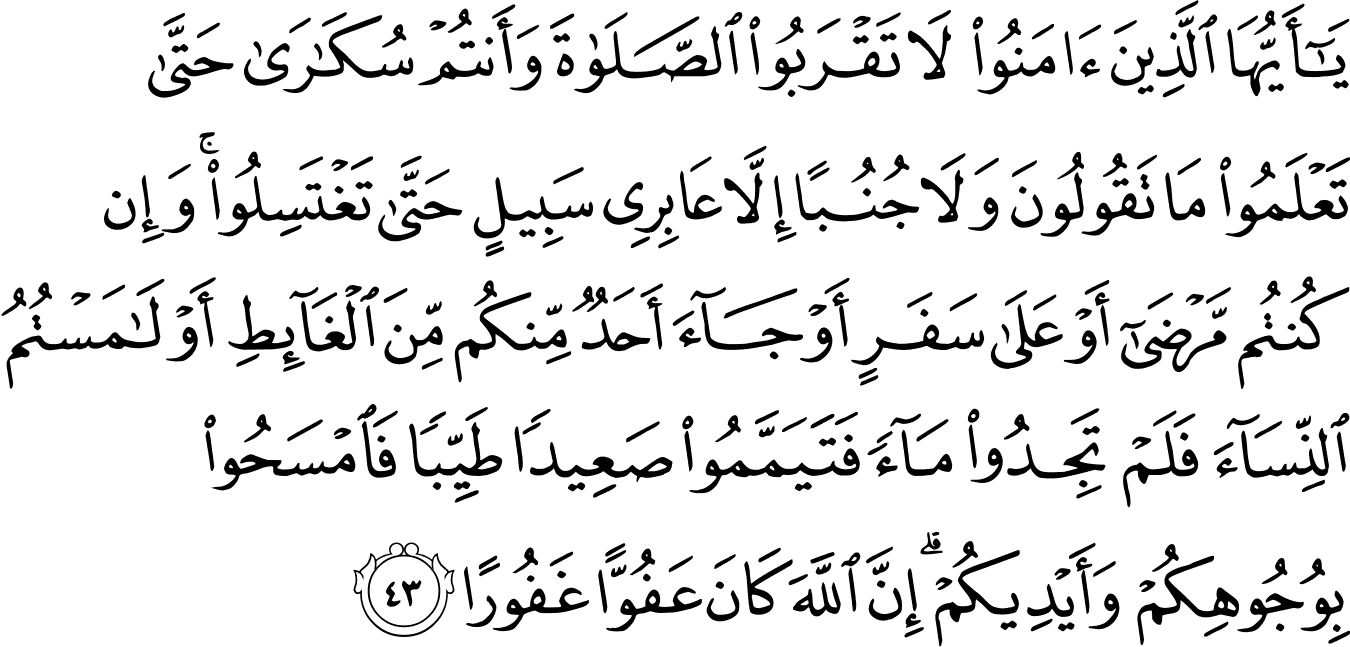 يَـٰٓأَيُّهَا ٱلَّذِينَ ءَامَنُوا۟ لَا تَقْرَبُوا۟ ٱلصَّلَوٰةَ وَأَنتُمْ سُكَـٰرَىٰ حَتَّىٰ
تَعْلَمُوا۟ مَا تَقُولُونَ وَلَا جُنُبًا إِلَّا عَابِرِى سَبِيلٍ حَتَّىٰ تَغْتَسِلُوا۟ ۚ وَإِن
كُنتُم مَّرْضَىٰٓ أَوْ عَلَىٰ سَفَرٍ أَوْ جَآءَ أَحَدٌ مِّنكُم مِّنَ ٱلْغَآئِطِ أَوْ لَـٰمَسْتُمُ
ٱلنِّسَآءَ فَلَمْ تَجِدُوا۟ مَآءً فَتَيَمَّمُوا۟ صَعِيدًا طَيِّبًا فَٱمْسَحُوا۟
بِوُجُوهِكُمْ وَأَيْدِيكُمْ ۗ إِنَّ ٱللَّهَ كَانَ عَفُوًّا غَفُورًا ٤٣